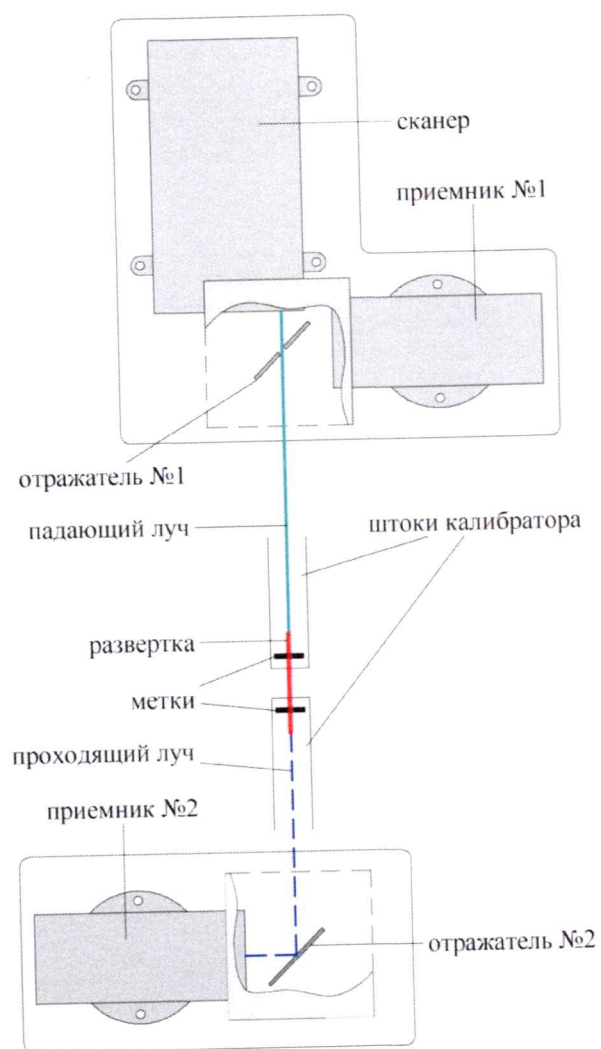 сканер
приемник №1
отражатель №1
падающий луч
штоки калибратора
развертка
метки
проходящий луч
приемник №2
отражатель №2